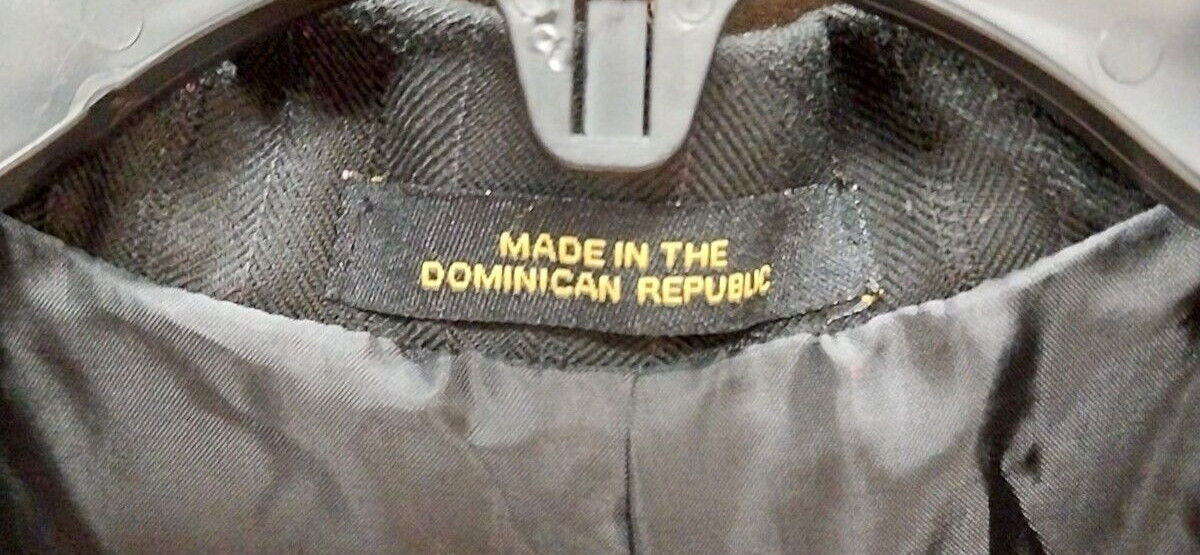 MADE IN THE
DOMINICAN REPUBLIC